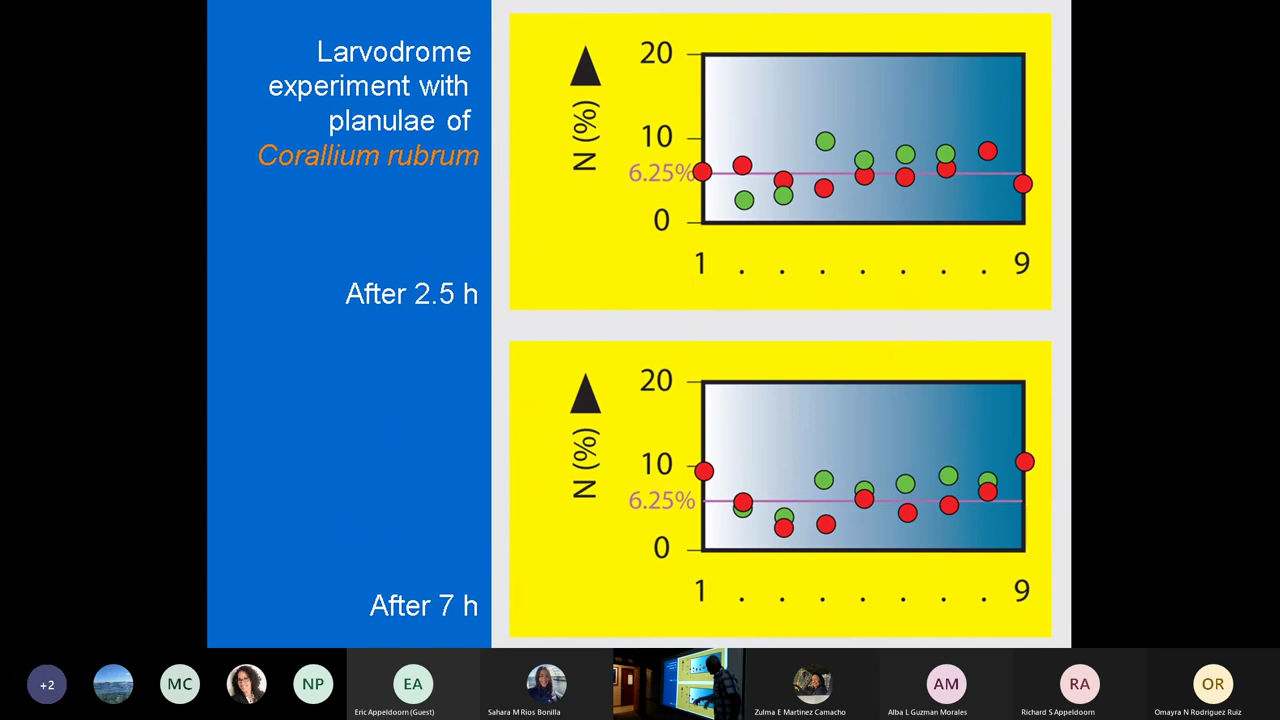 Larvodrome
experiment with
planulae of
Corallium rubrum
After 2.5 h
N (%)
20
10
6.25%
0
1 . . . . . . . 9
After 7 h
N (%)
20
10
6.25%
0
1 . . . . . . . 9
+2
MC
NP
EA
Eric Appeldoorn (Guest)
Sahara M Rios Bonilla
Zulma E Martinez Camacho
AM
Alba L Guzman Morales
RA
Richard S Appeldoorn
OR
Omayra N Rodriguez Ruiz